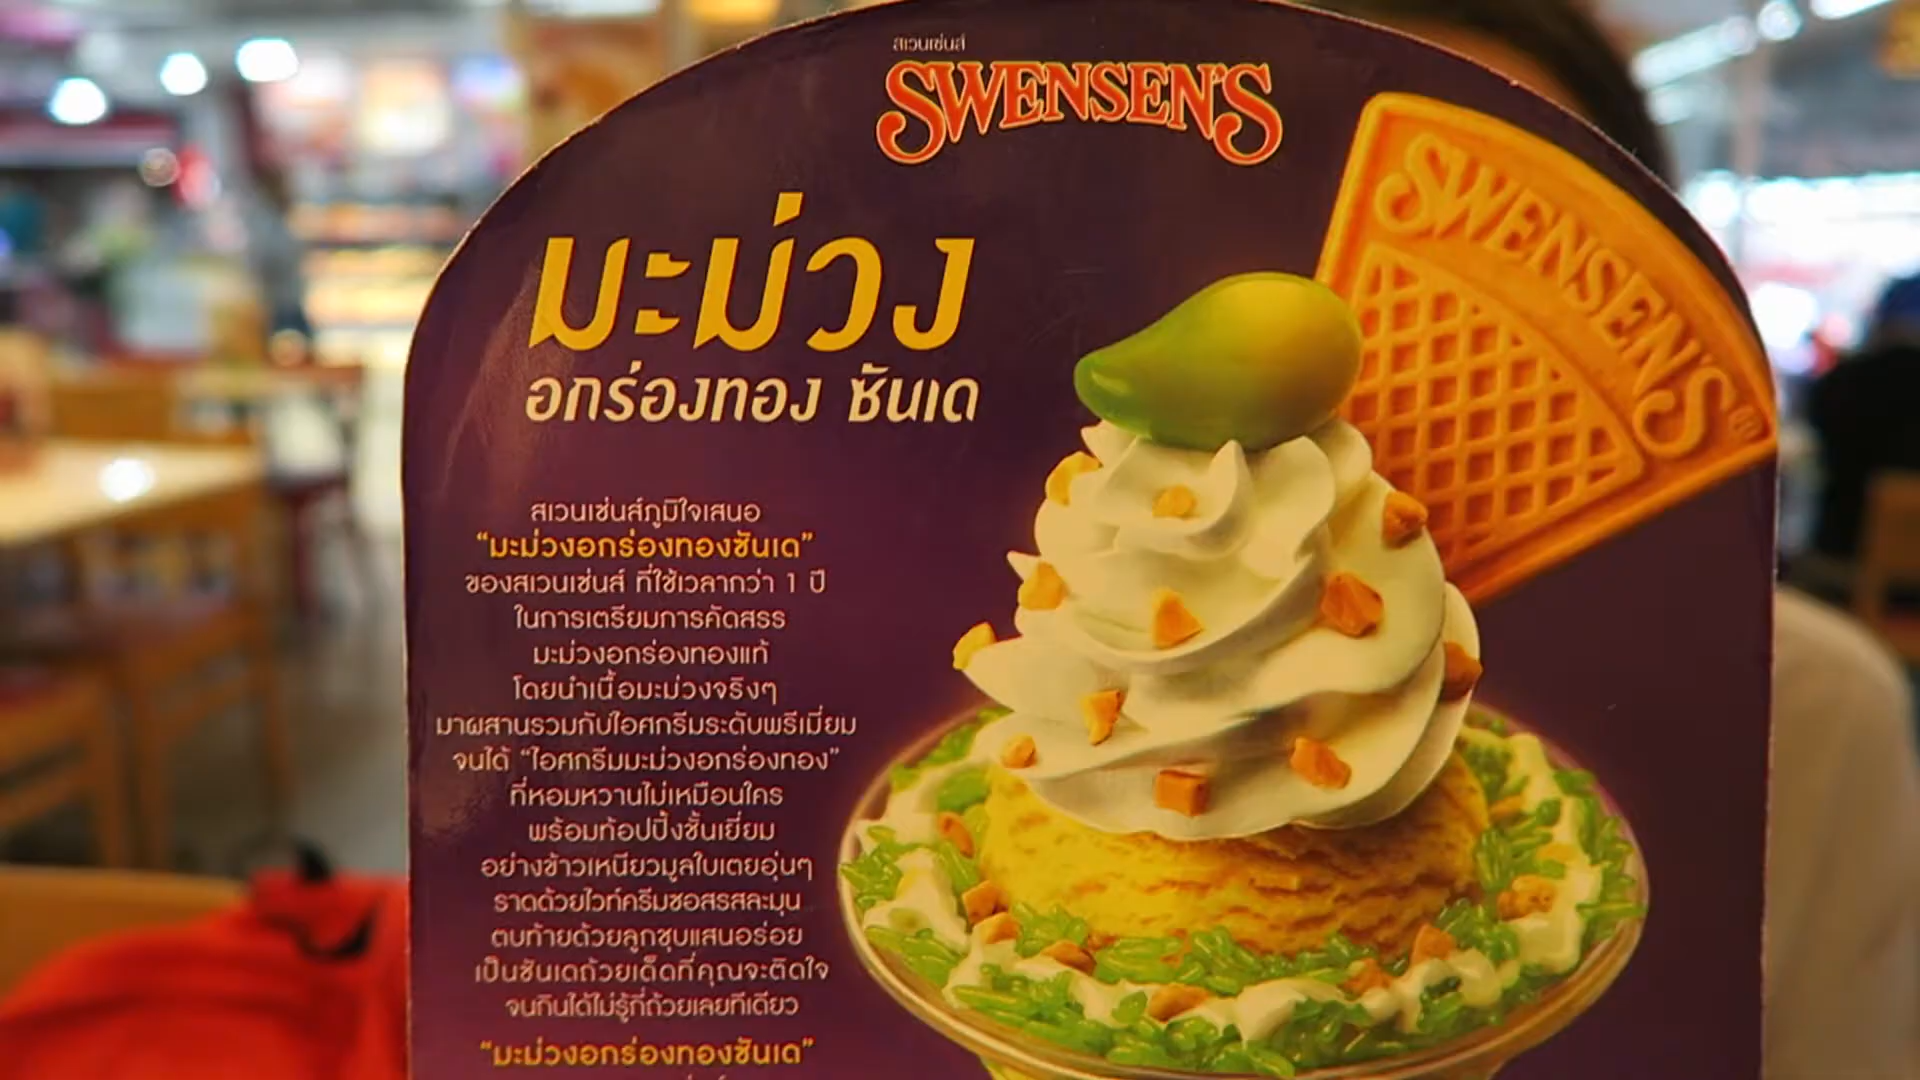 สเวนเซ่นส์
SWENSEN'S
SWENSEN'S
มะม่วง
อกร่องทอง ซันเด
สเวนเซ่นส์ภูมิใจเสนอ
“มะม่วงอกร่องทองซันเด”
ของสเวนเซ่นส์ ที่ใช้เวลากว่า 1 ปี
ในการเตรียมการคัดสรร
มะม่วงอกร่องทองแท้
โดยนำเนื้อมะม่วงจริงๆ
มาผสานรวมกับไอศกรีมระดับพรีเมี่ยม
จนได้ “ไอศกรีมมะม่วงอกร่องทอง”
ที่หอมหวานไม่เหมือนใคร
พร้อมท้อปปิ้งชั้นเยี่ยม
อย่างข้าวเหนียวมูลใบเตยอุ่นๆ
ราดด้วยไวท์ครีมซอสรสละมุน
ตบท้ายด้วยลูกชุบแสนอร่อย
เป็นซันเดถ้วยเด็ดที่คุณจะติดใจ
จนกินได้ไม่รู้กี่ถ้วยเลยทีเดียว
“มะม่วงอกร่องทองซันเด”